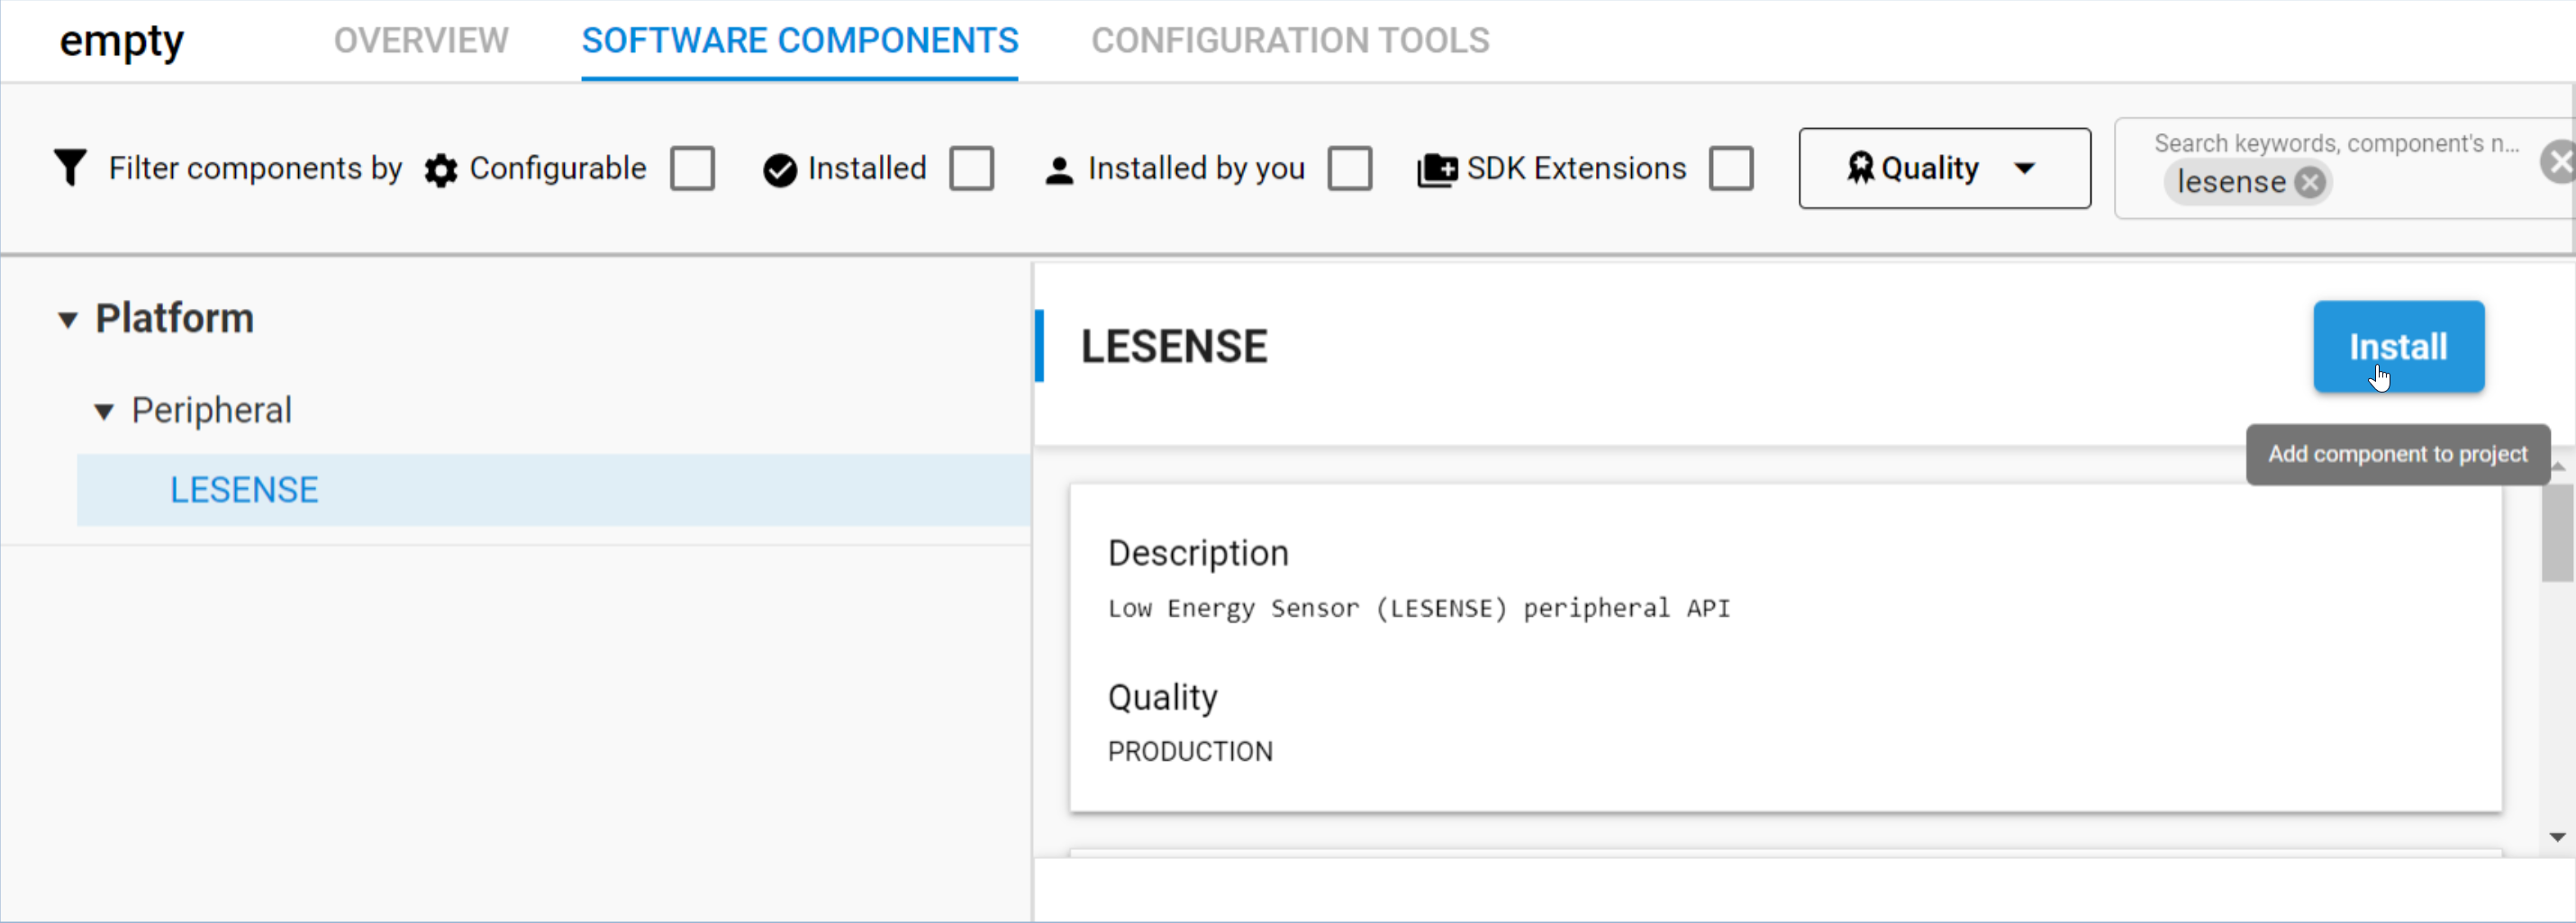 empty OVERVIEW SOFTWARE COMPONENTS CONFIGURATION TOOLS
Filter components by Configurable Installed Installed by you SDK Extensions Quality
Search keywords, component's n...
lesense
Platform
Peripheral
LESENSE
LESENSE
Install
Add component to project
Description
Low Energy Sensor (LESENSE) peripheral API
Quality
PRODUCTION